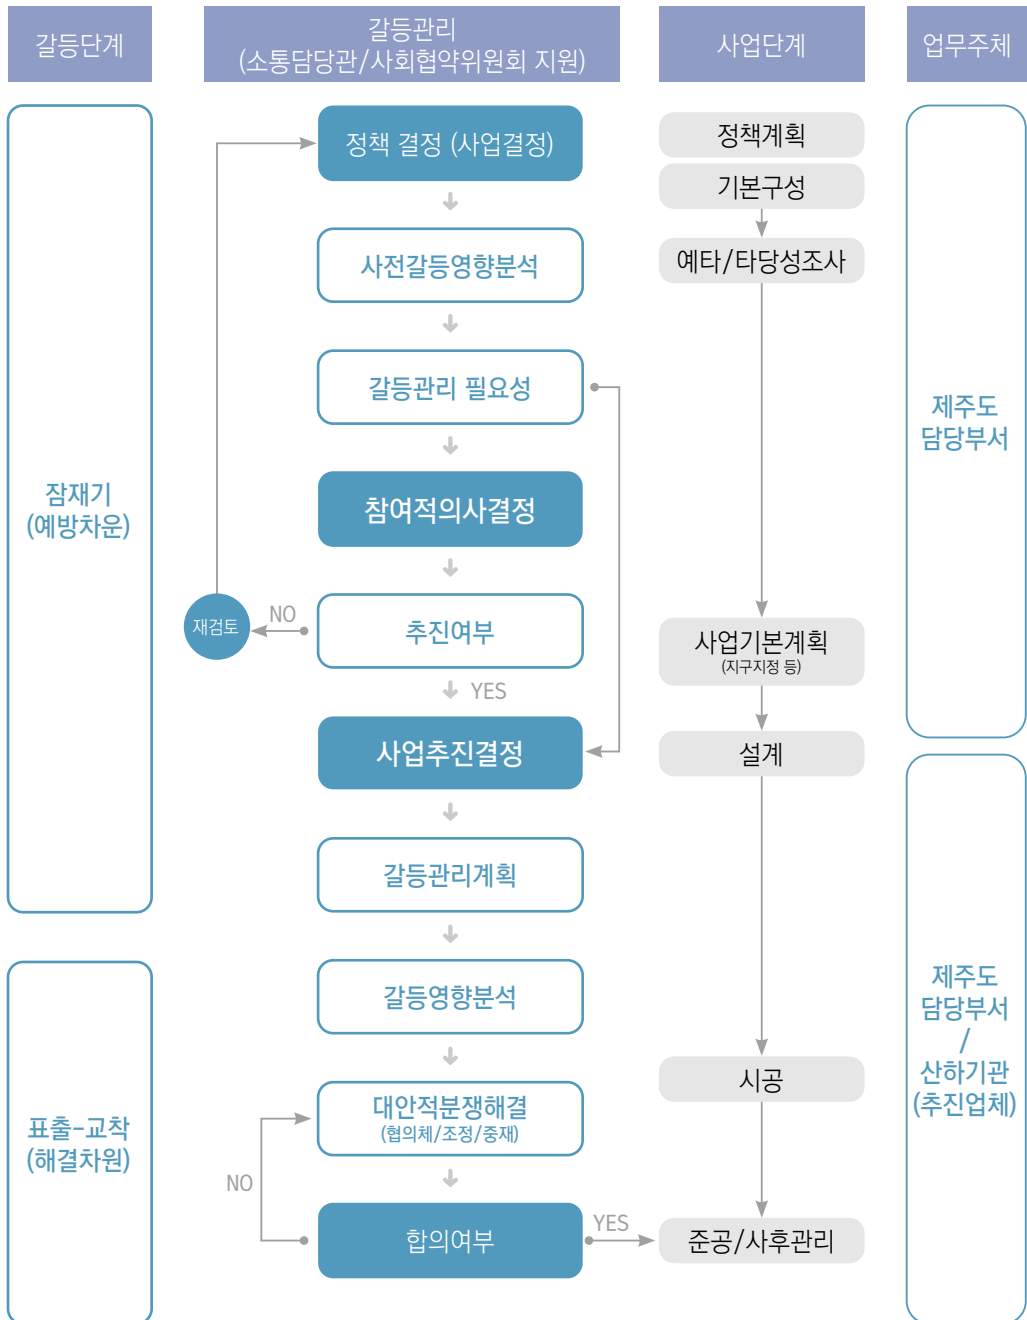 갈등단계
갈등관리
(소통담당관/사회협약위원회 지원)
사업단계
업무주체
잠재기
(예방차운)
표출-교착
(해결차원)
정책 결정 (사업결정)
사전갈등영향분석
갈등관리 필요성
참여적의사결정
추진여부
NO
재검토
YES
사업추진결정
갈등관리계획
갈등영향분석
대안적분쟁해결
(협의체/조정/중재)
NO
합의여부
YES
정책계획
기본구성
예타/타당성조사
사업기본계획
(지구지정 등)
설계
시공
준공/사후관리
제주도
담당부서
제주도
담당부서
/
산하기관
(추진업체)